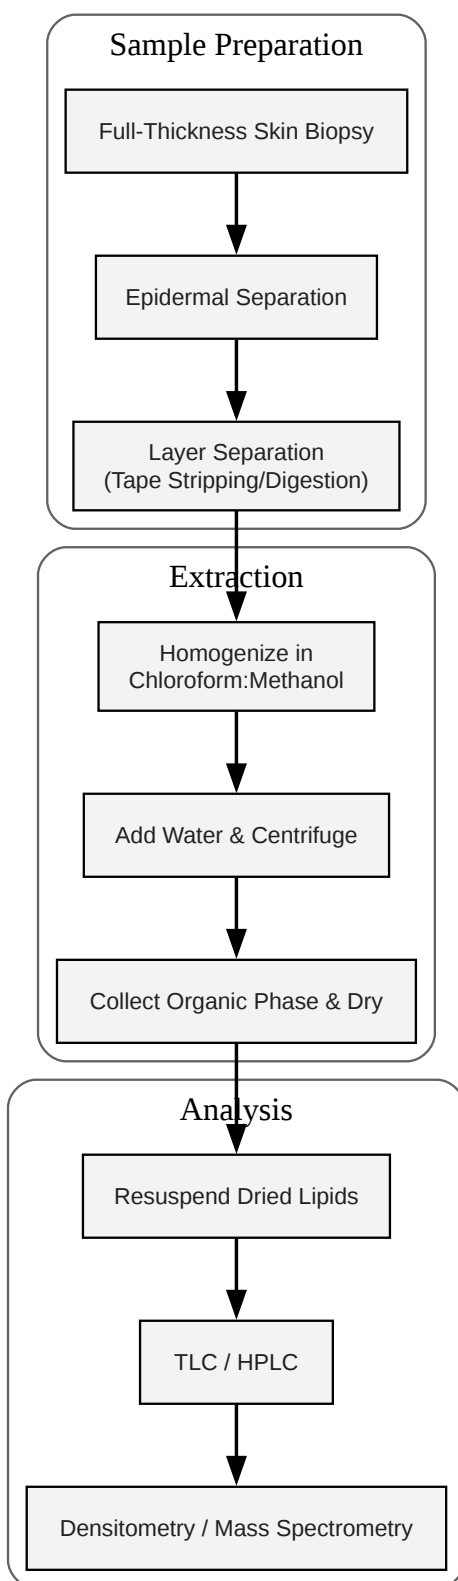 Sample Preparation
Full-Thickness Skin Biopsy
Epidermal Separation
Layer Separation
(Tape Stripping/Digestion)
Extraction
Homogenize in
Chloroform:Methanol
Add Water & Centrifuge
Collect Organic Phase & Dry
Analysis
Resuspend Dried Lipids
TLC / HPLC
Densitometry / Mass Spectrometry